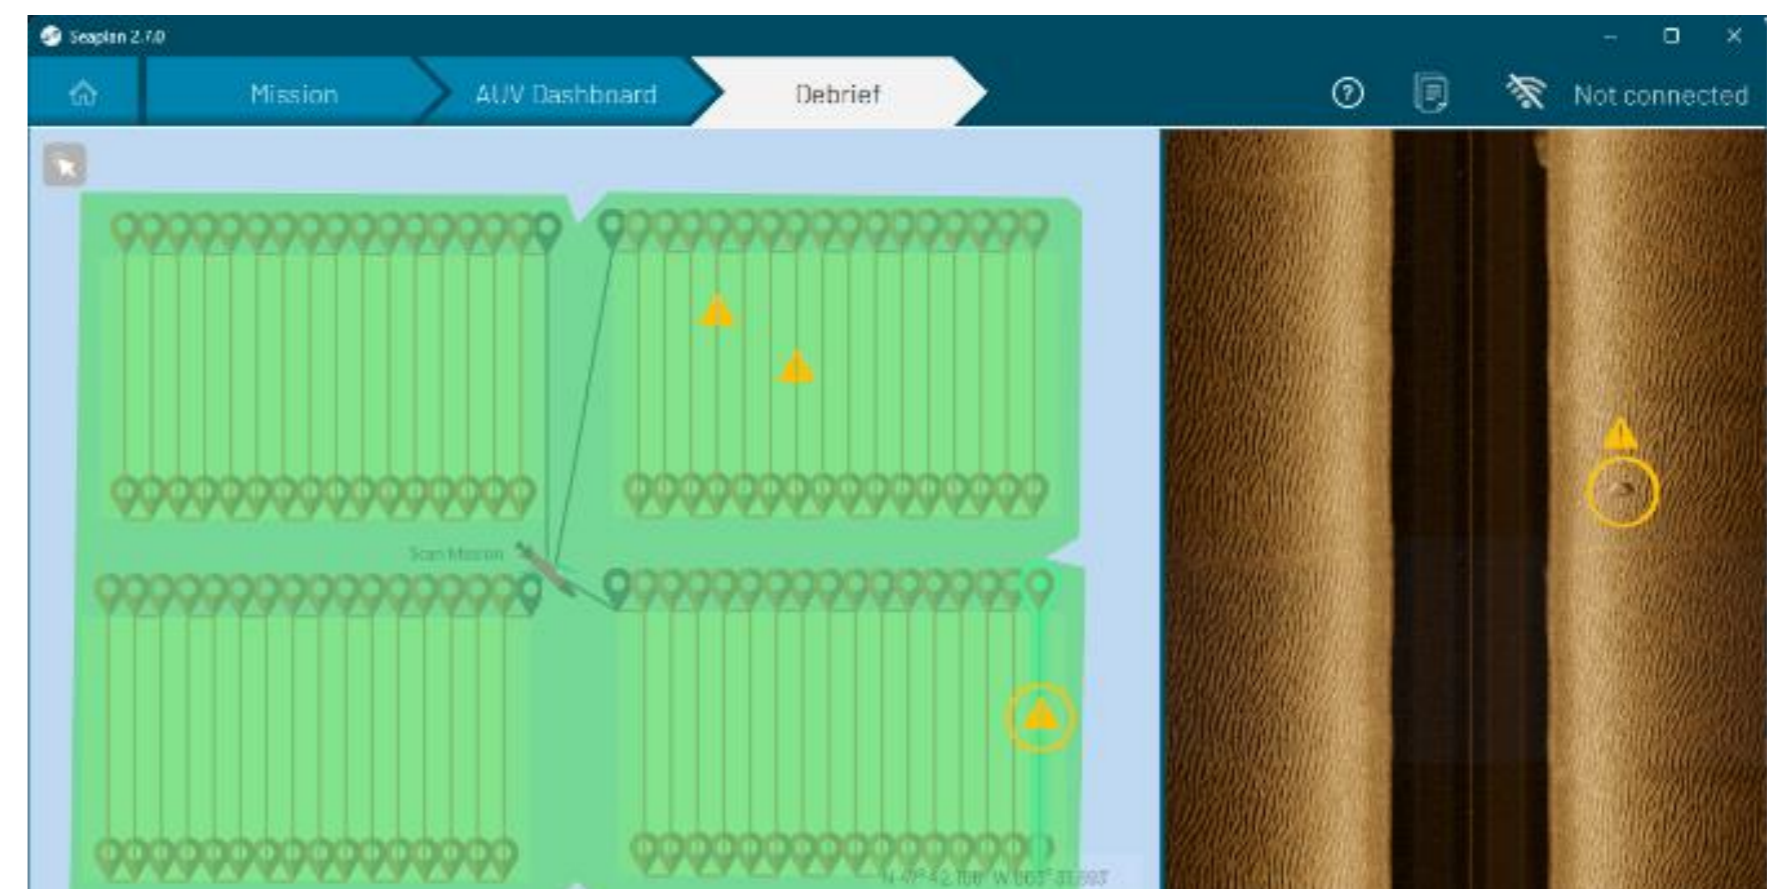 Seaplan 2.7.0
Mission
AUV Dashboard
Debrief
Not connected
Scan Mission